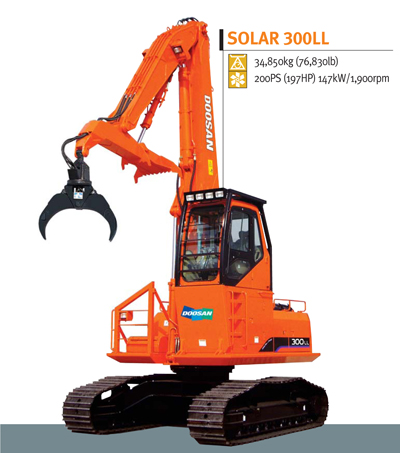 SOLAR 300LL
34,850kg (76,830lb)
200PS (197HP) 147kW/1,900rpm
DOOSAN
DOOSAN
300LL